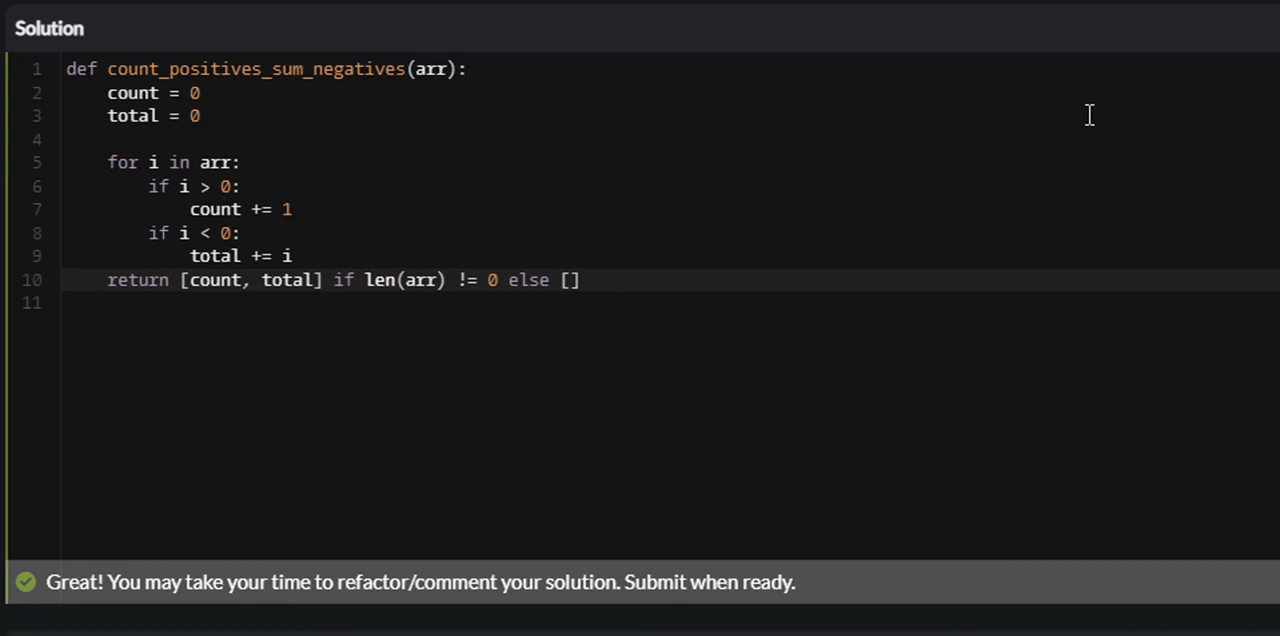 Solution
1 def count_positives_sum_negatives(arr):
2     count = 0
3     total = 0
4
5     for i in arr:
6         if i > 0:
7             count += 1
8         if i < 0:
9             total += i
10     return [count, total] if len(arr) != 0 else []
11
Great! You may take your time to refactor/comment your solution. Submit when ready.